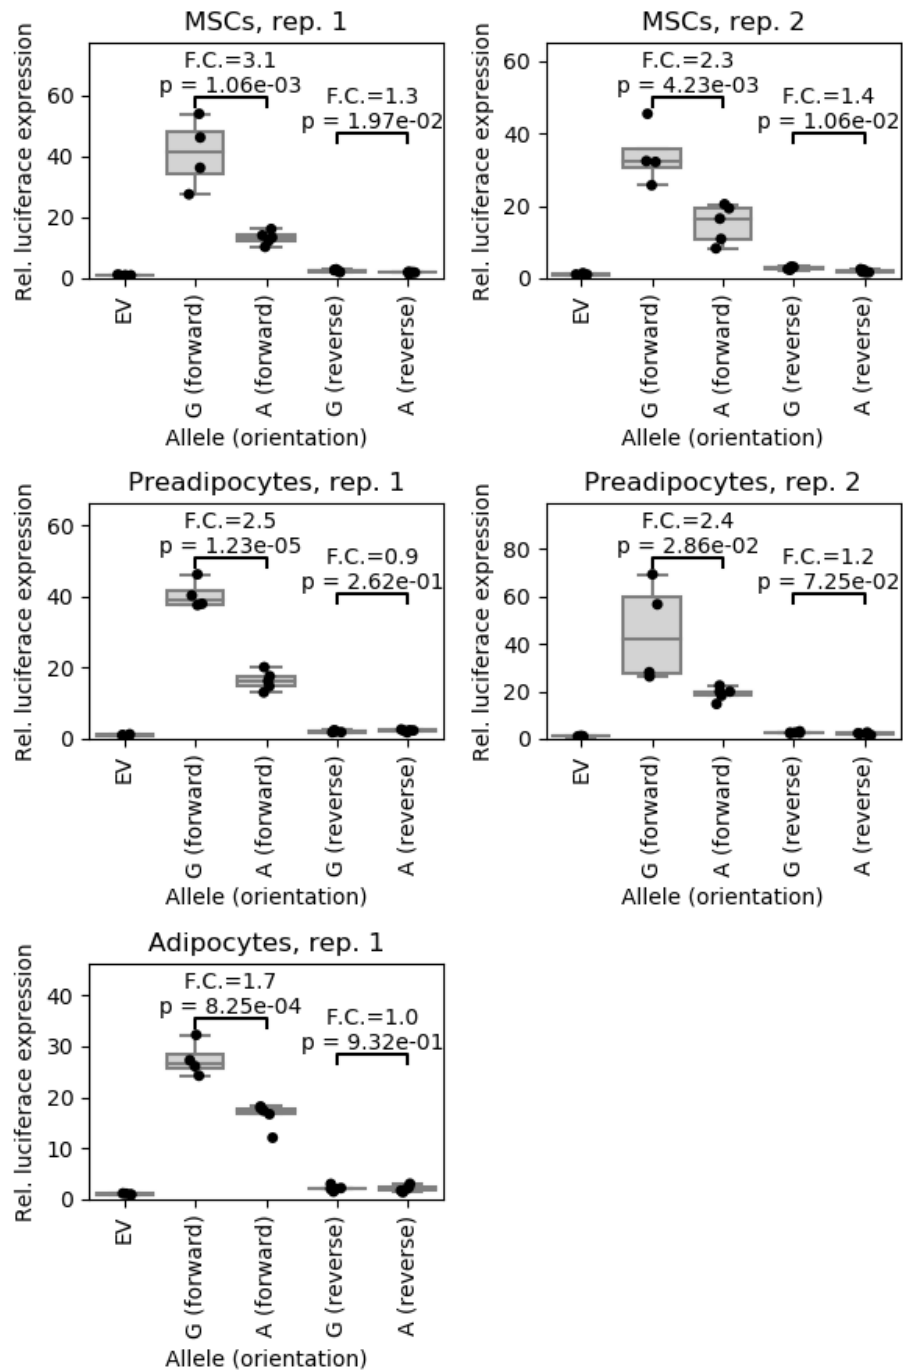 MSCs, rep. 1
Rel. luciferace expression
60
40
20
0
F.C.=3.1
p = 1.06e-03
F.C.=1.3
p = 1.97e-02
EV
G (forward)
A (forward)
G (reverse)
A (reverse)
Allele (orientation)
MSCs, rep. 2
Rel. luciferace expression
60
40
20
0
F.C.=2.3
p = 4.23e-03
F.C.=1.4
p = 1.06e-02
EV
G (forward)
A (forward)
G (reverse)
A (reverse)
Allele (orientation)
Preadipocytes, rep. 1
Rel. luciferace expression
60
40
20
0
F.C.=2.5
p = 1.23e-05
F.C.=0.9
p = 2.62e-01
EV
G (forward)
A (forward)
G (reverse)
A (reverse)
Allele (orientation)
Preadipocytes, rep. 2
Rel. luciferace expression
80
60
40
20
0
F.C.=2.4
p = 2.86e-02
F.C.=1.2
p = 7.25e-02
EV
G (forward)
A (forward)
G (reverse)
A (reverse)
Allele (orientation)
Adipocytes, rep. 1
Rel. luciferace expression
40
30
20
10
0
F.C.=1.7
p = 8.25e-04
F.C.=1.0
p = 9.32e-01
EV
G (forward)
A (forward)
G (reverse)
A (reverse)
Allele (orientation)